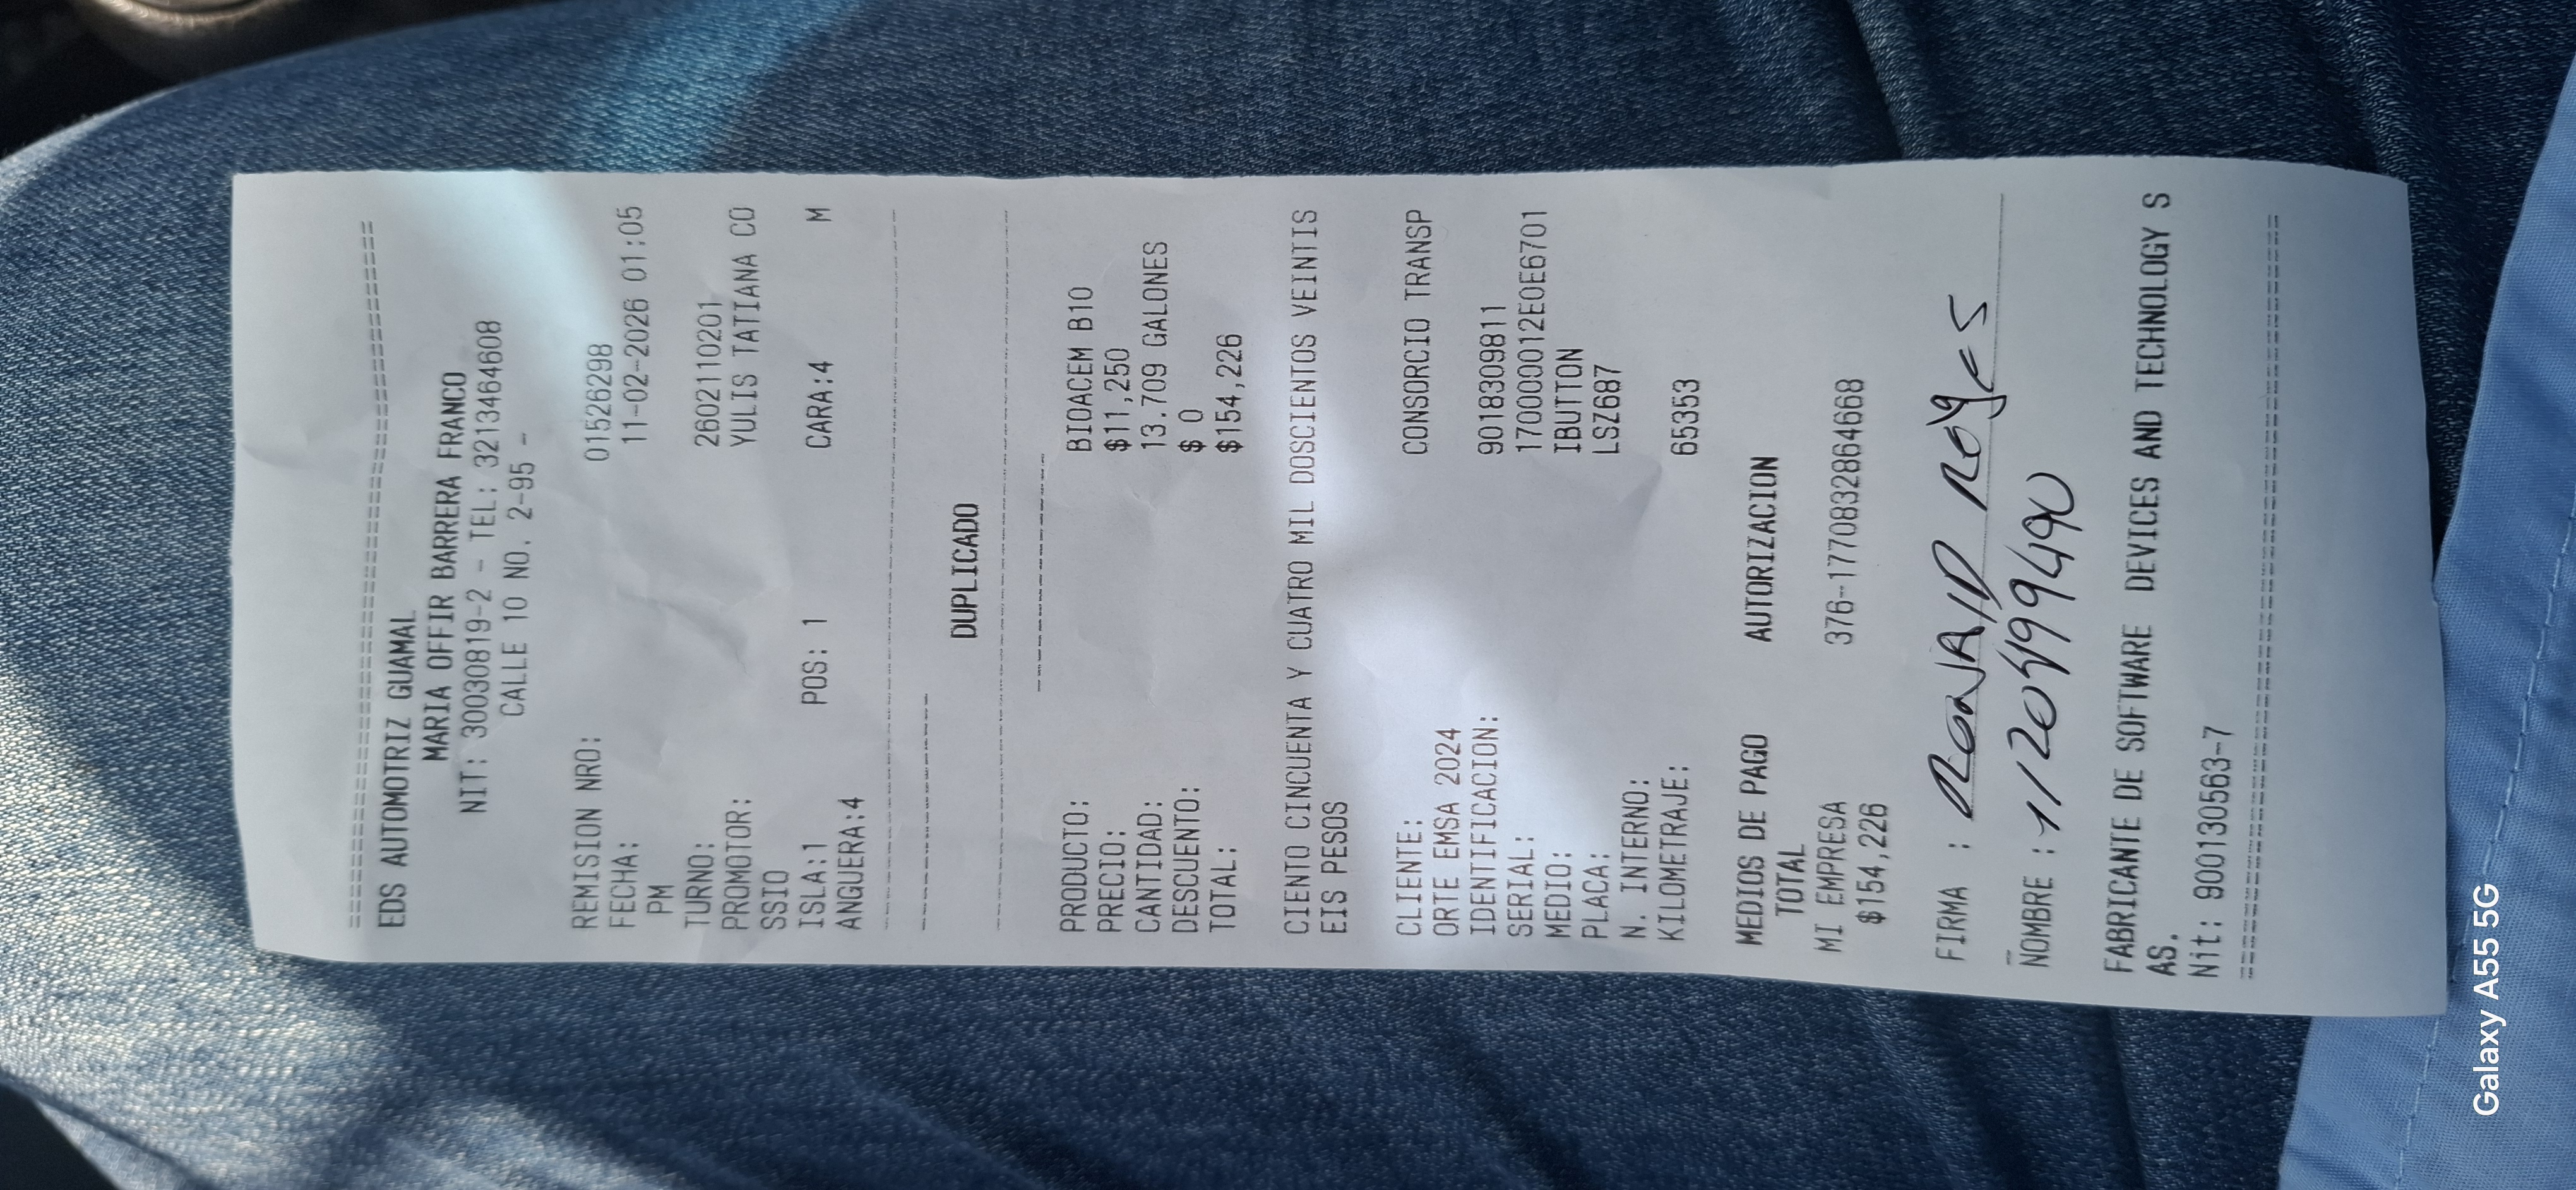 ================================================
EDS AUTOMOTRIZ GUAMAL
MARIA OFFIR BARRERA FRANCO
NIT: 30030819-2 - TEL: 3213464608
CALLE 10 NO. 2-95 -
REMISION NRO: 01526298
FECHA: 11-02-2026 01:05
PM
TURNO: 2602110201
PROMOTOR: YULIS TATIANA CO
SSIO
ISLA:1 POS: 1 CARA:4 M
ANGUERA:4
DUPLICADO
PRODUCTO: BIOACEM B10
PRECIO: $11,250
CANTIDAD: 13.709 GALONES
DESCUENTO: $ 0
TOTAL: $154,226
CIENTO CINCUENTA Y CUATRO MIL DOSCIENTOS VEINTIS
EIS PESOS
CLIENTE: CONSORCIO TRANSP
ORTE EMSA 2024
IDENTIFICACION: 9018309811
SERIAL: 1700000012E0E6701
MEDIO: IBUTTON
PLACA: LSZ687
N. INTERNO:
KILOMETRAJE: 65353
MEDIOS DE PAGO AUTORIZACION
TOTAL
MI EMPRESA 376-1770832864668
$154,226
FIRMA : Ronald Reyes
NOMBRE : 1120499490
FABRICANTE DE SOFTWARE DEVICES AND TECHNOLOGY S
AS.
Nit: 900130563-7
================================================
Galaxy A55 5G